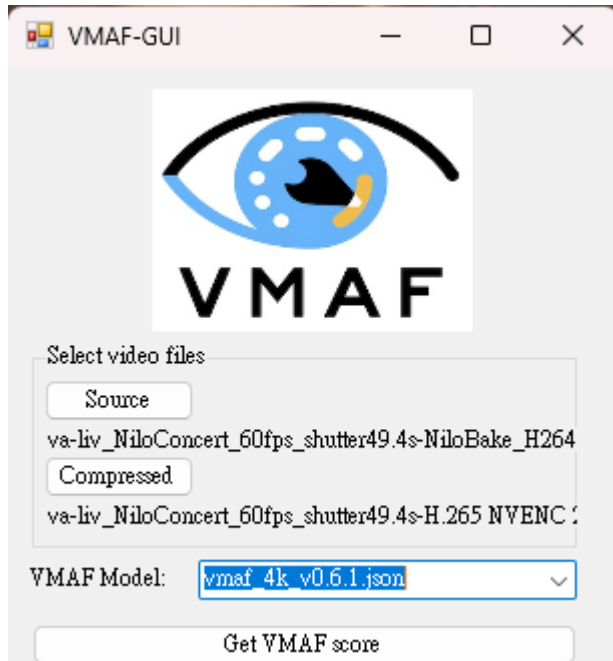 VMAF-GUI
VMAF
Select video files
Source
va-liv_NiloConcert_60fps_shutter49.4s-NiloBake_H264
Compressed
va-liv_NiloConcert_60fps_shutter49.4s-H.265 NVENC
VMAF Model: vmaf_4k_v0.6.1.json
Get VMAF score